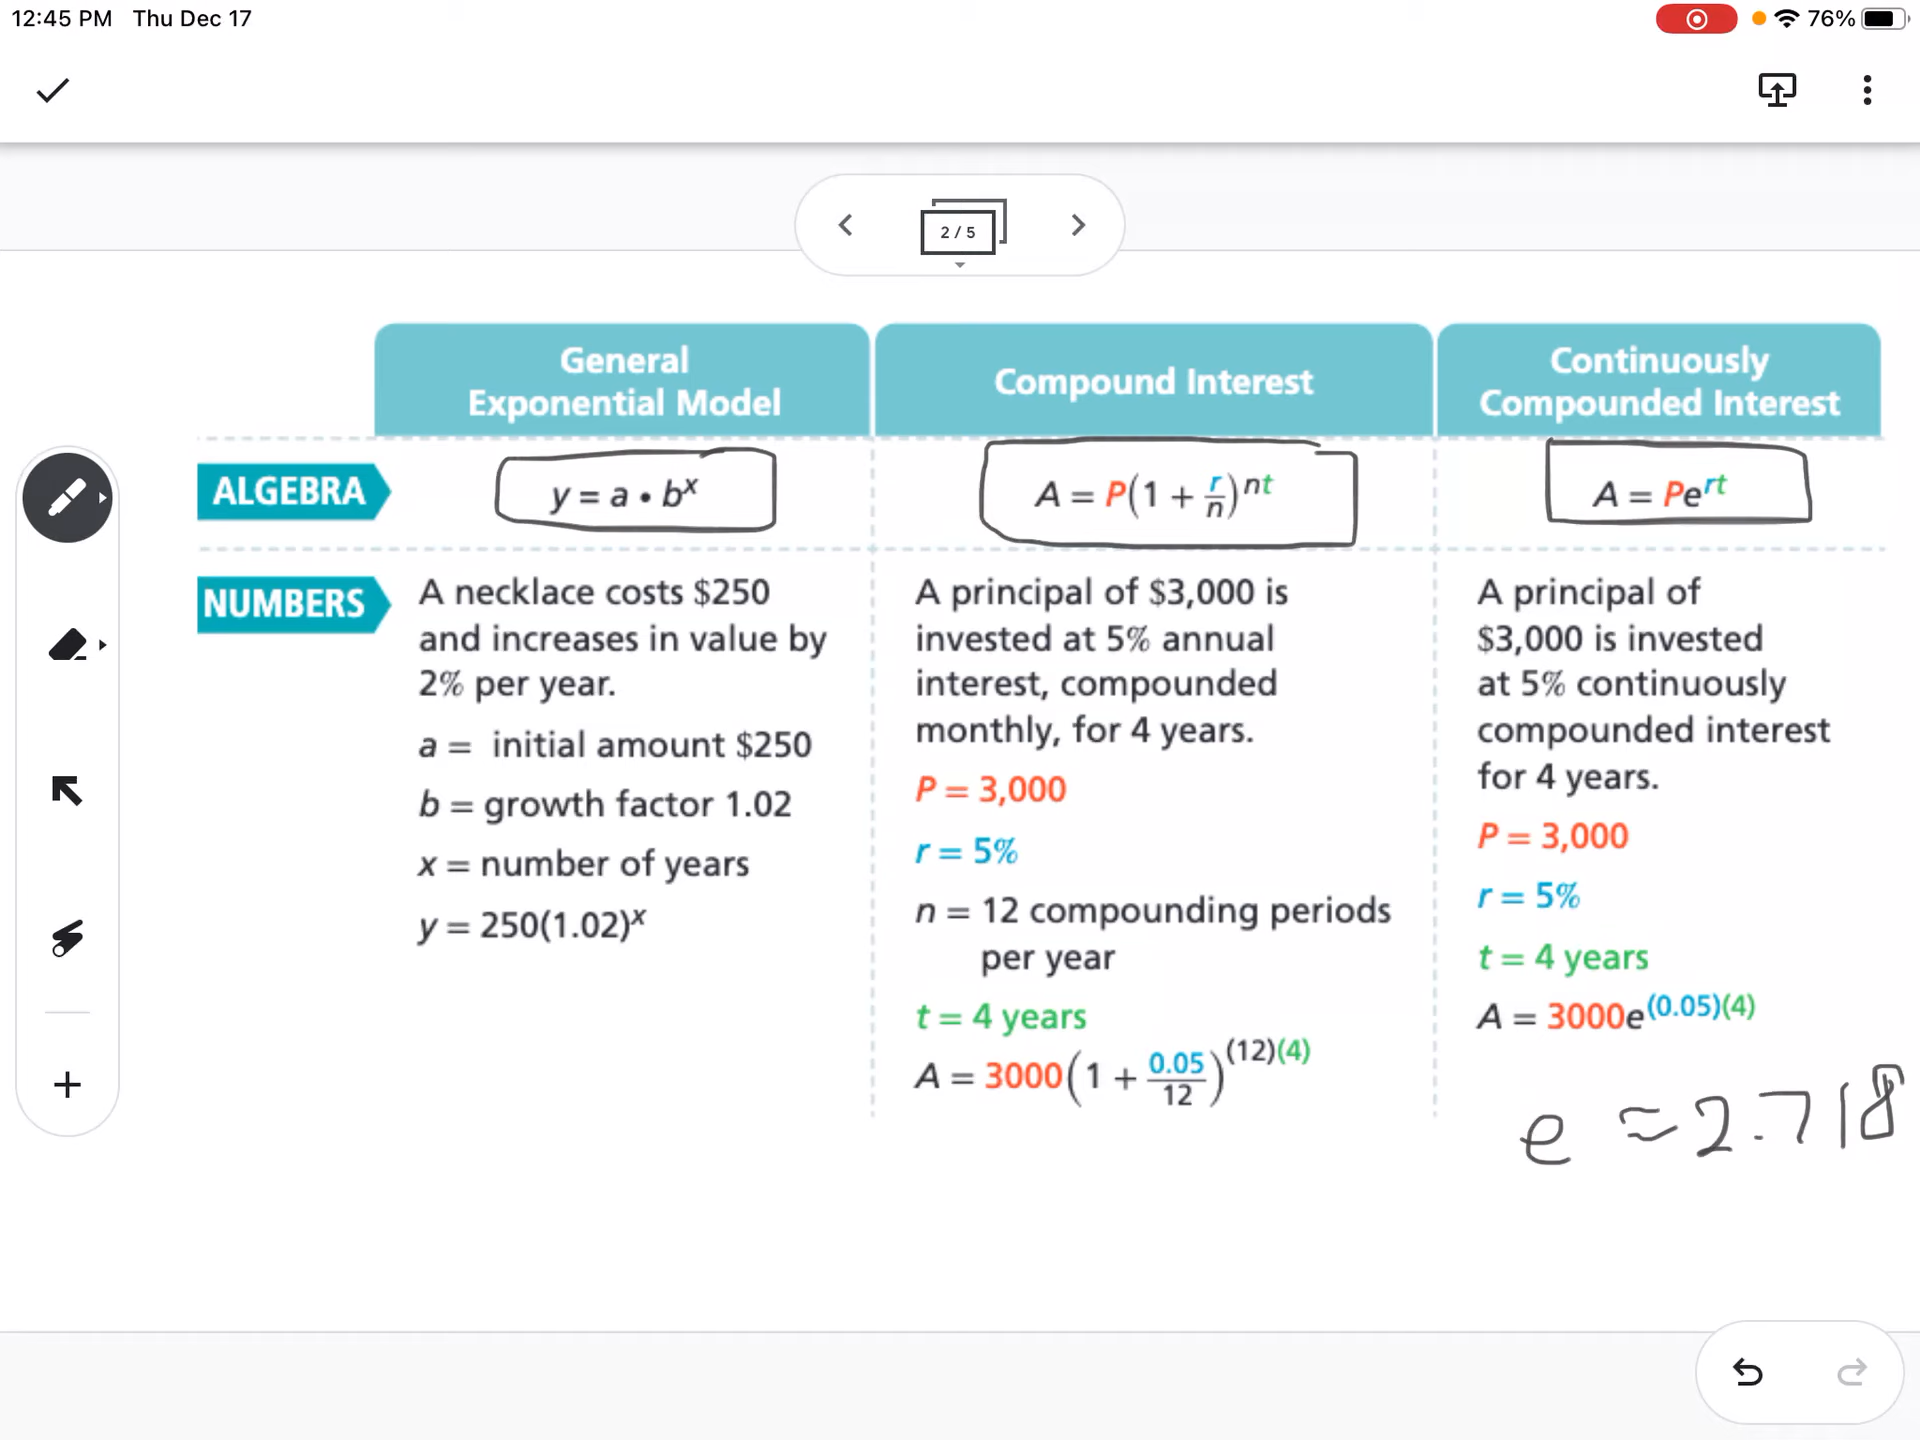 12:45 PM Thu Dec 17
76%
2 / 5
General
Exponential Model
Compound Interest
Continuously
Compounded Interest
ALGEBRA
y = a • b^x
A = P(1 + r/n)^nt
A = Pe^rt
NUMBERS
A necklace costs $250
and increases in value by
2% per year.
a = initial amount $250
b = growth factor 1.02
x = number of years
y = 250(1.02)^x
A principal of $3,000 is
invested at 5% annual
interest, compounded
monthly, for 4 years.
P = 3,000
r = 5%
n = 12 compounding periods
per year
t = 4 years
A = 3000(1 + 0.05/12)^(12)(4)
A principal of
$3,000 is invested
at 5% continuously
compounded interest
for 4 years.
P = 3,000
r = 5%
t = 4 years
A = 3000e^(0.05)(4)
e ≈ 2.718